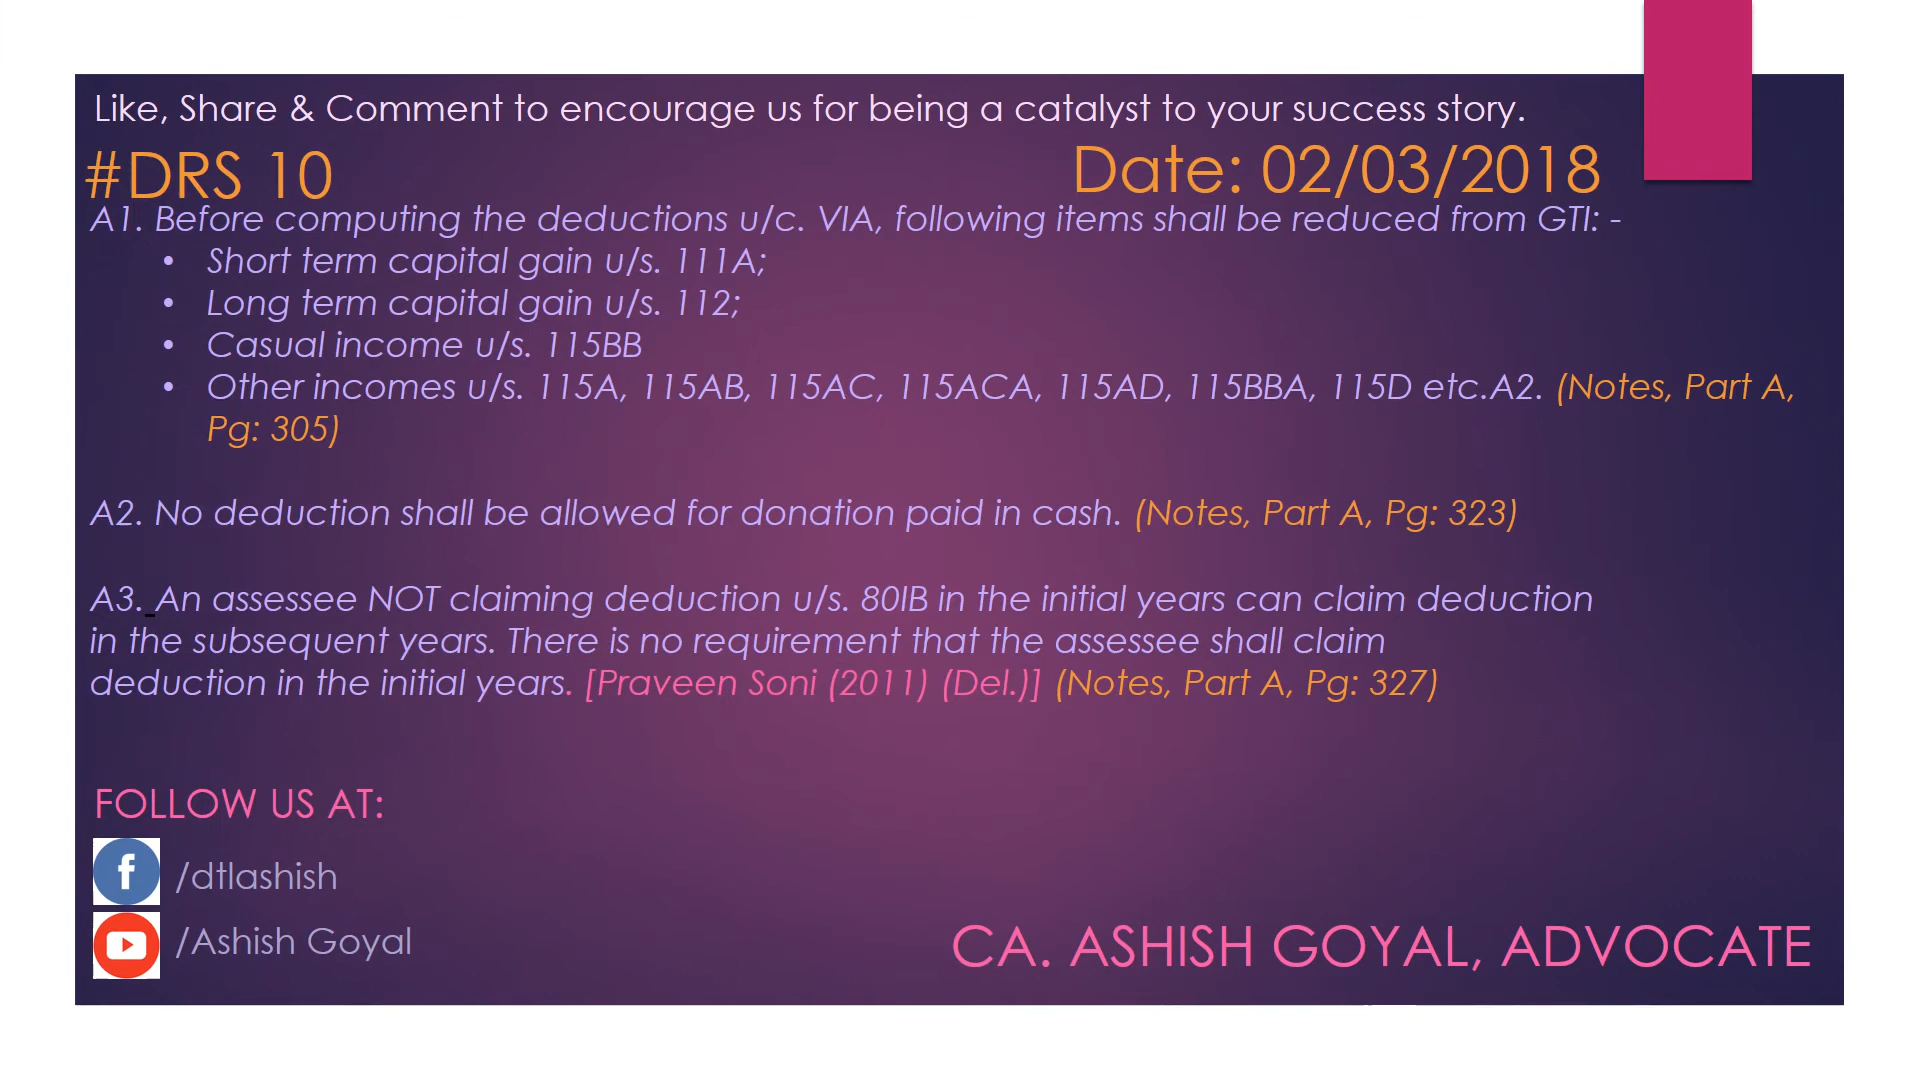 Like, Share & Comment to encourage us for being a catalyst to your success story.
#DRS 10
Date: 02/03/2018
A1. Before computing the deductions u/c. VIA, following items shall be reduced from GTI: -
• Short term capital gain u/s. 111A;
• Long term capital gain u/s. 112;
• Casual income u/s. 115BB
• Other incomes u/s. 115A, 115AB, 115AC, 115ACA, 115AD, 115BBA, 115D etc.A2. (Notes, Part A,
Pg: 305)
A2. No deduction shall be allowed for donation paid in cash. (Notes, Part A, Pg: 323)
A3. An assessee NOT claiming deduction u/s. 80IB in the initial years can claim deduction
in the subsequent years. There is no requirement that the assessee shall claim
deduction in the initial years. [Praveen Soni (2011) (Del.)] (Notes, Part A, Pg: 327)
FOLLOW US AT:
f /dtlashish
/Ashish Goyal
CA. ASHISH GOYAL, ADVOCATE